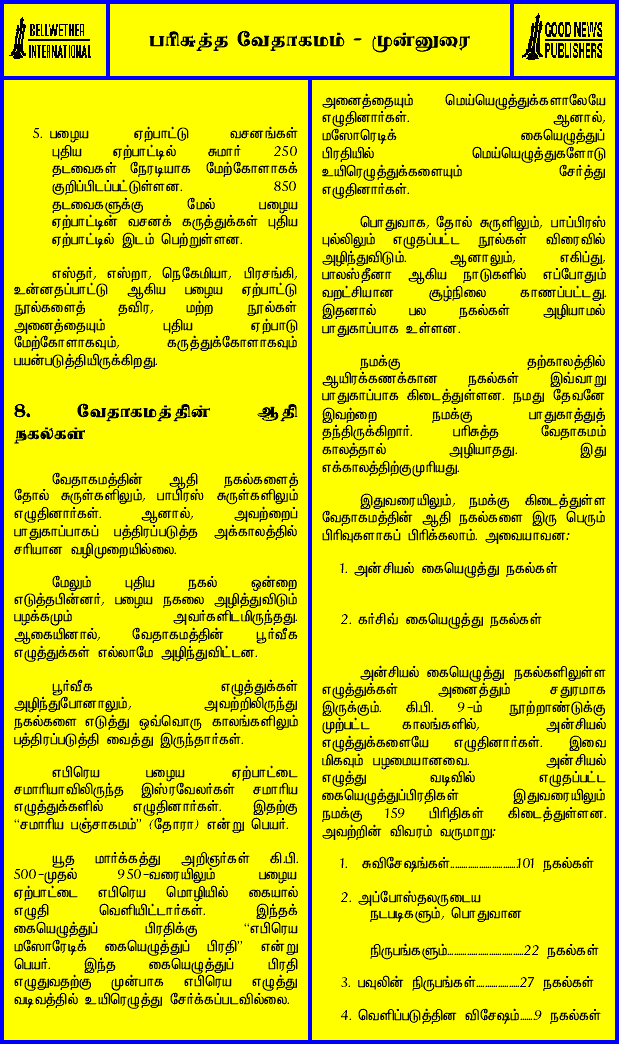 BELLWETHER
INTERNATIONAL
பரிசுத்த வேதாகமம் - முன்னுரை
GOOD NEWS
PUBLISHERS
5. பழைய ஏற்பாட்டு வசனங்கள்
புதிய ஏற்பாட்டில் சுமார் 250
தடவைகள் நேரடியாக மேற்கோளாகக்
குறிப்பிடப்பட்டுள்ளன. 850
தடவைகளுக்கு மேல் பழைய
ஏற்பாட்டின் வசனக் கருத்துக்கள் புதிய
ஏற்பாட்டில் இடம் பெற்றுள்ளன.
எஸ்தர், எஸ்றா, நெகேமியா, பிரசங்கி,
உன்னதப்பாட்டு ஆகிய பழைய ஏற்பாட்டு
நூல்களைத் தவிர, மற்ற நூல்கள்
அனைத்தையும் புதிய ஏற்பாடு
மேற்கோளாகவும், கருத்துக்கோளாகவும்
பயன்படுத்தியிருக்கிறது.
8. வேதாகமத்தின் ஆதி
நகல்கள்
வேதாகமத்தின் ஆதி நகல்களைத்
தோல் சுருள்களிலும், பாபிரஸ் சுருள்களிலும்
எழுதினார்கள். ஆனால், அவற்றைப்
பாதுகாப்பாகப் பத்திரப்படுத்த அக்காலத்தில்
சரியான வழிமுறையில்லை.
மேலும் புதிய நகல் ஒன்றை
எடுத்தபின்னர், பழைய நகலை அழித்துவிடும்
பழக்கமும் அவர்களிடமிருந்தது.
ஆகையினால், வேதாகமத்தின் பூர்வீக
எழுத்துக்கள் எல்லாமே அழிந்துவிட்டன.
பூர்வீக எழுத்துக்கள்
அழிந்துபோனாலும், அவற்றிலிருந்து
நகல்களை எடுத்து ஒவ்வொரு காலங்களிலும்
பத்திரப்படுத்தி வைத்து இருந்தார்கள்.
எபிரெய பழைய ஏற்பாட்டை
சமாரியாவிலிருந்த இஸ்ரவேலர்கள் சமாரிய
எழுத்துக்களில் எழுதினார்கள். இதற்கு
“சமாரிய பஞ்சாகமம்” (தோரா) என்று பெயர்.
யூத மார்க்கத்து அறிஞர்கள் கி.பி.
500-முதல் 950-வரையிலும் பழைய
ஏற்பாட்டை எபிரெய மொழியில் கையால்
எழுதி வெளியிட்டார்கள். இந்தக்
கையெழுத்துப் பிரதிக்கு “எபிரெய
மஸோரேடிக் கையெழுத்துப் பிரதி” என்று
பெயர். இந்த கையெழுத்துப் பிரதி
எழுதுவதற்கு முன்பாக எபிரெய எழுத்து
வடிவத்தில் உயிரெழுத்து சேர்க்கப்படவில்லை.
அனைத்தையும் மெய்யெழுத்துக்களாலேயே
எழுதினார்கள். ஆனால்,
மஸோரெடிக் கையெழுத்துப்
பிரதியில் மெய்யெழுத்துகளோடு
உயிரெழுத்துக்களையும் சேர்த்து
எழுதினார்கள்.
பொதுவாக, தோல் சுருளிலும், பாப்பிரஸ்
புல்லிலும் எழுதப்பட்ட நூல்கள் விரைவில்
அழிந்துவிடும். ஆனாலும், எகிப்து,
பாலஸ்தீனா ஆகிய நாடுகளில் எப்போதும்
வறட்சியான சூழ்நிலை காணப்பட்டது.
இதனால் பல நகல்கள் அழியாமல்
பாதுகாப்பாக உள்ளன.
நமக்கு தற்காலத்தில்
ஆயிரக்கணக்கான நகல்கள் இவ்வாறு
பாதுகாப்பாக கிடைத்துள்ளன. நமது தேவனே
இவற்றை நமக்கு பாதுகாத்துத்
தந்திருக்கிறார். பரிசுத்த வேதாகமம்
காலத்தால் அழியாதது. இது
எக்காலத்திற்குமுரியது.
இதுவரையிலும், நமக்கு கிடைத்துள்ள
வேதாகமத்தின் ஆதி நகல்களை இரு பெரும்
பிரிவுகளாகப் பிரிக்கலாம். அவையாவன:
1. அன்சியல் கையெழுத்து நகல்கள்
2. கர்சிவ் கையெழுத்து நகல்கள்
அன்சியல் கையெழுத்து நகல்களிலுள்ள
எழுத்துக்கள் அனைத்தும் சதுரமாக
இருக்கும். கி.பி. 9-ம் நூற்றாண்டுக்கு
முற்பட்ட காலங்களில், அன்சியல்
எழுத்துக்களையே எழுதினார்கள். இவை
மிகவும் பழமையானவை. அன்சியல்
எழுத்து வடிவில் எழுதப்பட்ட
கையெழுத்துப்பிரதிகள் இதுவரையிலும்
நமக்கு 159 பிரிதிகள் கிடைத்துள்ளன.
அவற்றின் விவரம் வருமாறு:
1. சுவிசேஷங்கள்............................101 நகல்கள்
2. அப்போஸ்தலருடைய
நடபடிகளும், பொதுவான
நிருபங்களும்................................22 நகல்கள்
3. பவுலின் நிருபங்கள்..................27 நகல்கள்
4. வெளிப்படுத்தின விசேஷம்......9 நகல்கள்